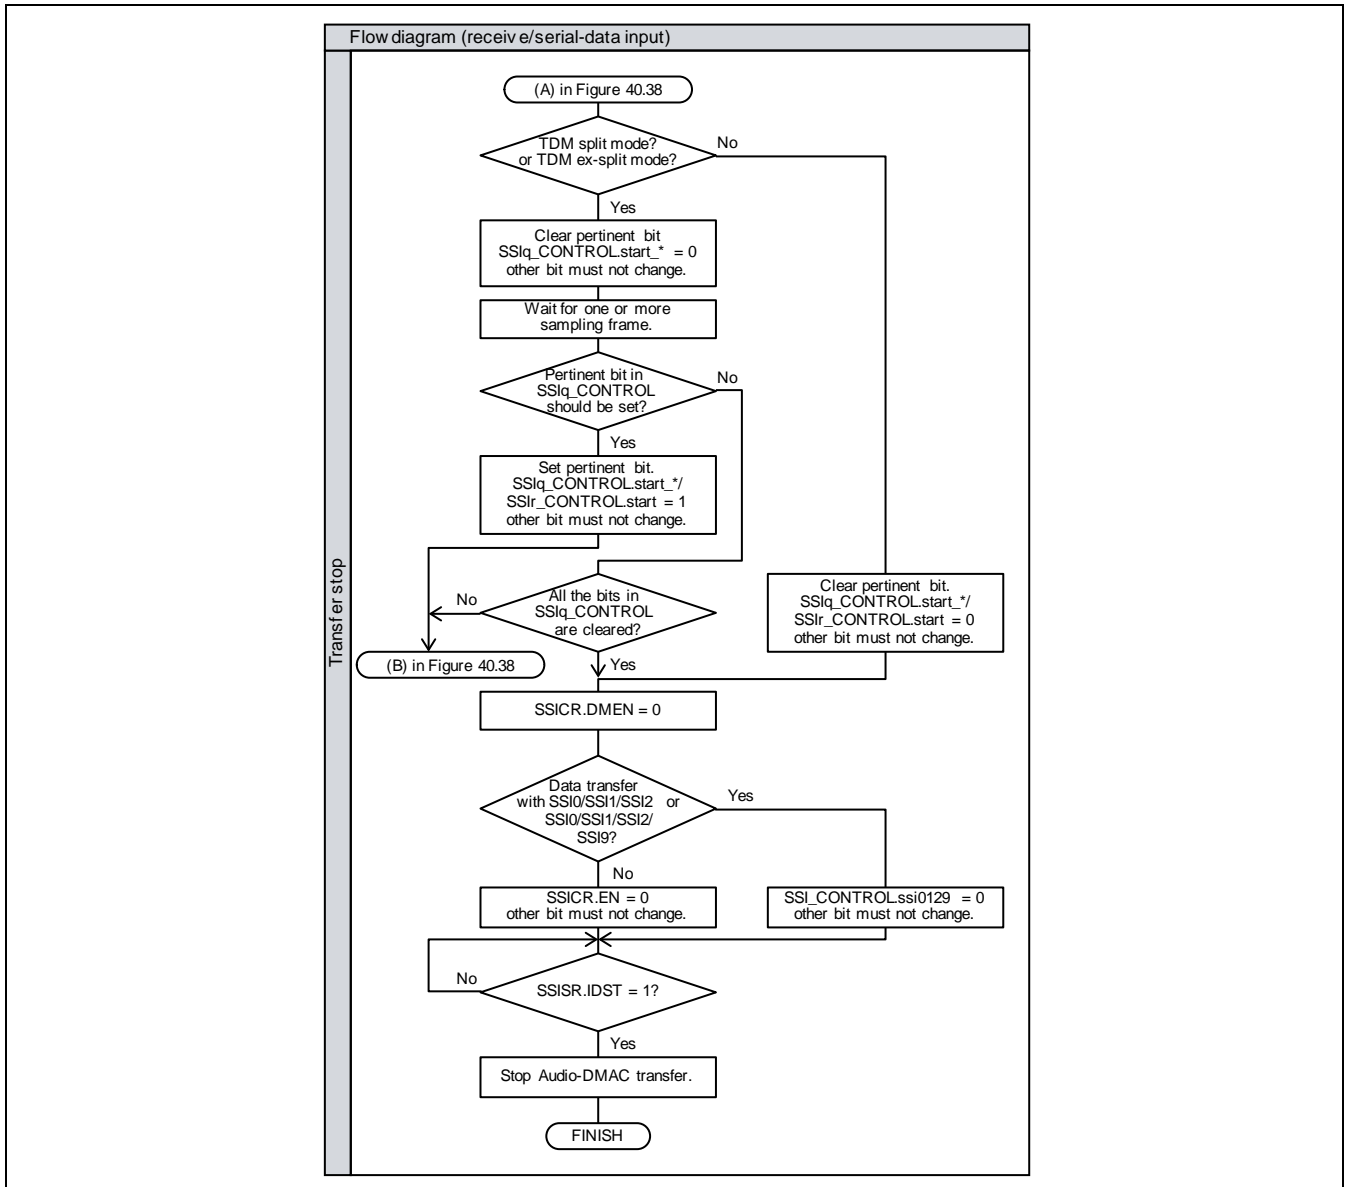 Flow diagram (receive/serial-data input)
Transfer stop
(A) in Figure 40.38
TDM split mode?
or TDM ex-split mode?
No
Yes
Clear pertinent bit
SSIq_CONTROL.start_* = 0
other bit must not change.
Wait for one or more
sampling frame.
Pertinent bit in
SSIq_CONTROL
should be set?
No
Yes
Set pertinent bit.
SSIq_CONTROL.start_*/
SSIr_CONTROL.start = 1
other bit must not change.
Clear pertinent bit.
SSIq_CONTROL.start_*/
SSIr_CONTROL.start = 0
other bit must not change.
All the bits in
SSIq_CONTROL
are cleared?
No
Yes
(B) in Figure 40.38
SSICR.DMEN = 0
Data transfer
with SSI0/SSI1/SSI2 or
SSI0/SSI1/SSI2/
SSI9?
Yes
No
SSICR.EN = 0
other bit must not change.
SSI_CONTROL.ssi0129 = 0
other bit must not change.
No
SSISR.IDST = 1?
Yes
Stop Audio-DMAC transfer.
FINISH